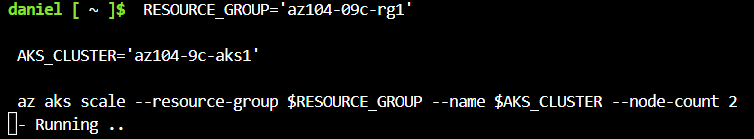 daniel [ ~ ]$  RESOURCE_GROUP='az104-09c-rg1'
AKS_CLUSTER='az104-9c-aks1'
az aks scale --resource-group $RESOURCE_GROUP --name $AKS_CLUSTER --node-count 2
- Running ..